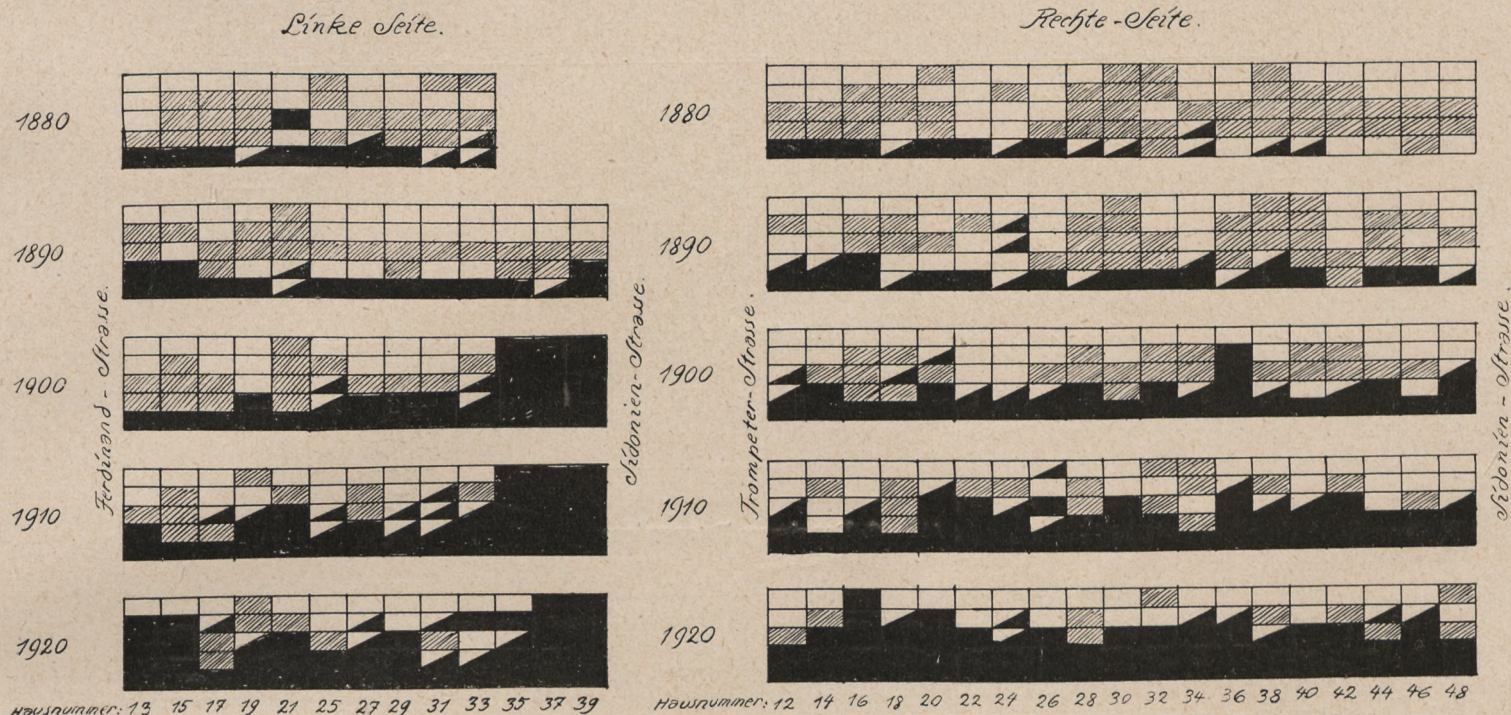 Linke Seite.
Rechte-Seite.
1880
1890
1900
1910
1920
Ferdinand-Strasse.
Sidonien-Strasse.
1880
1890
1900
1910
1920
Trompeter-Strasse.
Sidonien-Strasse.
Hausnummer: 13 15 17 19 21 25 27 29 31 33 35 37 39
Hausnummer: 12 14 16 18 20 22 24 26 28 30 32 34 36 38 40 42 44 46 48